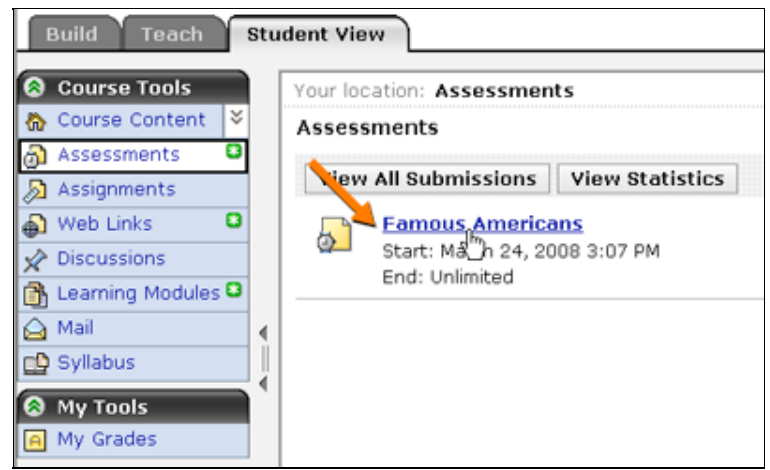 Build Teach Student View
Course Tools
Course Content
Assessments
Assignments
Web Links
Discussions
Learning Modules
Mail
Syllabus
My Tools
My Grades
Your location: Assessments
Assessments
View All Submissions View Statistics
Famous Americans
Start: March 24, 2008 3:07 PM
End: Unlimited